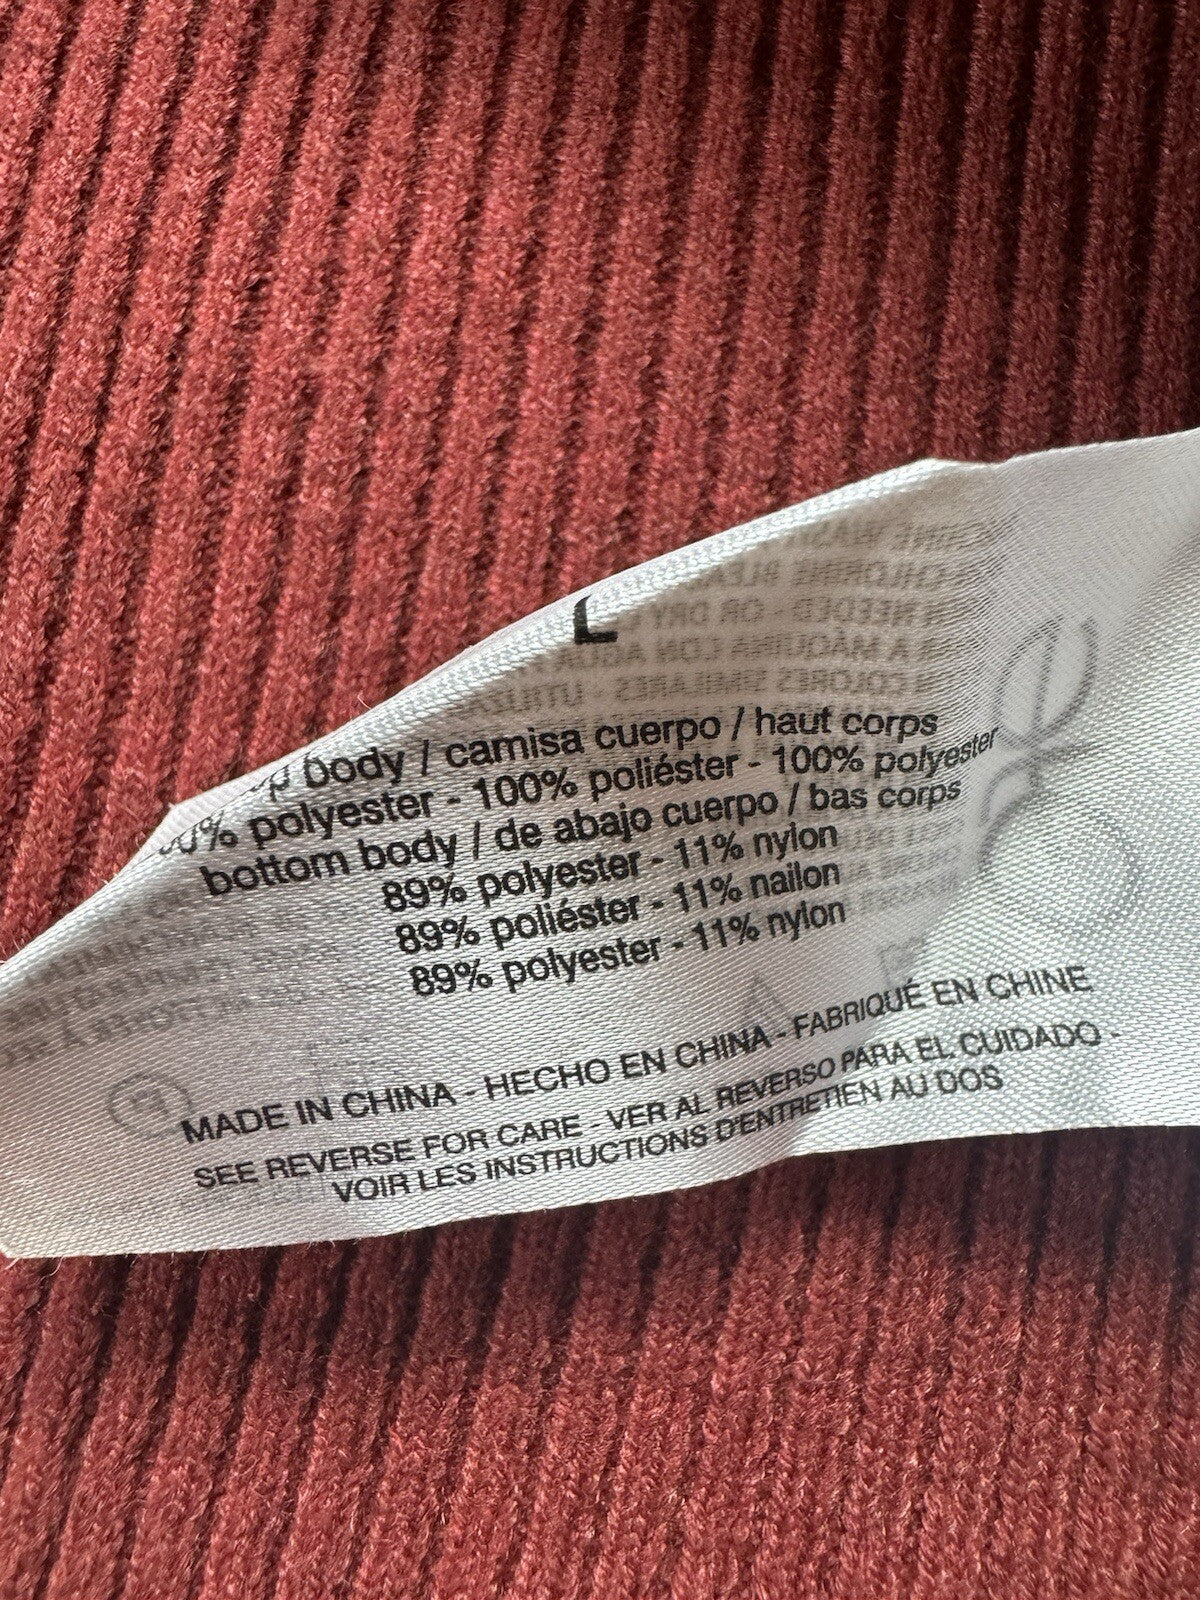 L
body / camisa cuerpo / haut corps
polyester - 100% poliéster - 100% polyester
bottom body / de abajo cuerpo / bas corps
89% polyester - 11% nylon
89% poliéster - 11% nailon
89% polyester - 11% nylon
MADE IN CHINA - HECHO EN CHINA - FABRIQUÉ EN CHINE
SEE REVERSE FOR CARE - VER AL REVERSO PARA EL CUIDADO -
VOIR LES INSTRUCTIONS D'ENTRETIEN AU DOS